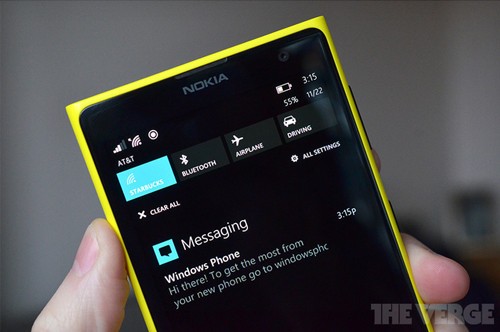 NOKIA
3:15
55% 11/22
AT&T
STARBUCKS
BLUETOOTH
AIRPLANE
DRIVING
CLEAR ALL
ALL SETTINGS
Messaging
3:15p
Windows Phone
Hi there! To get the most from
your new phone go to windowspho
THE VERGE